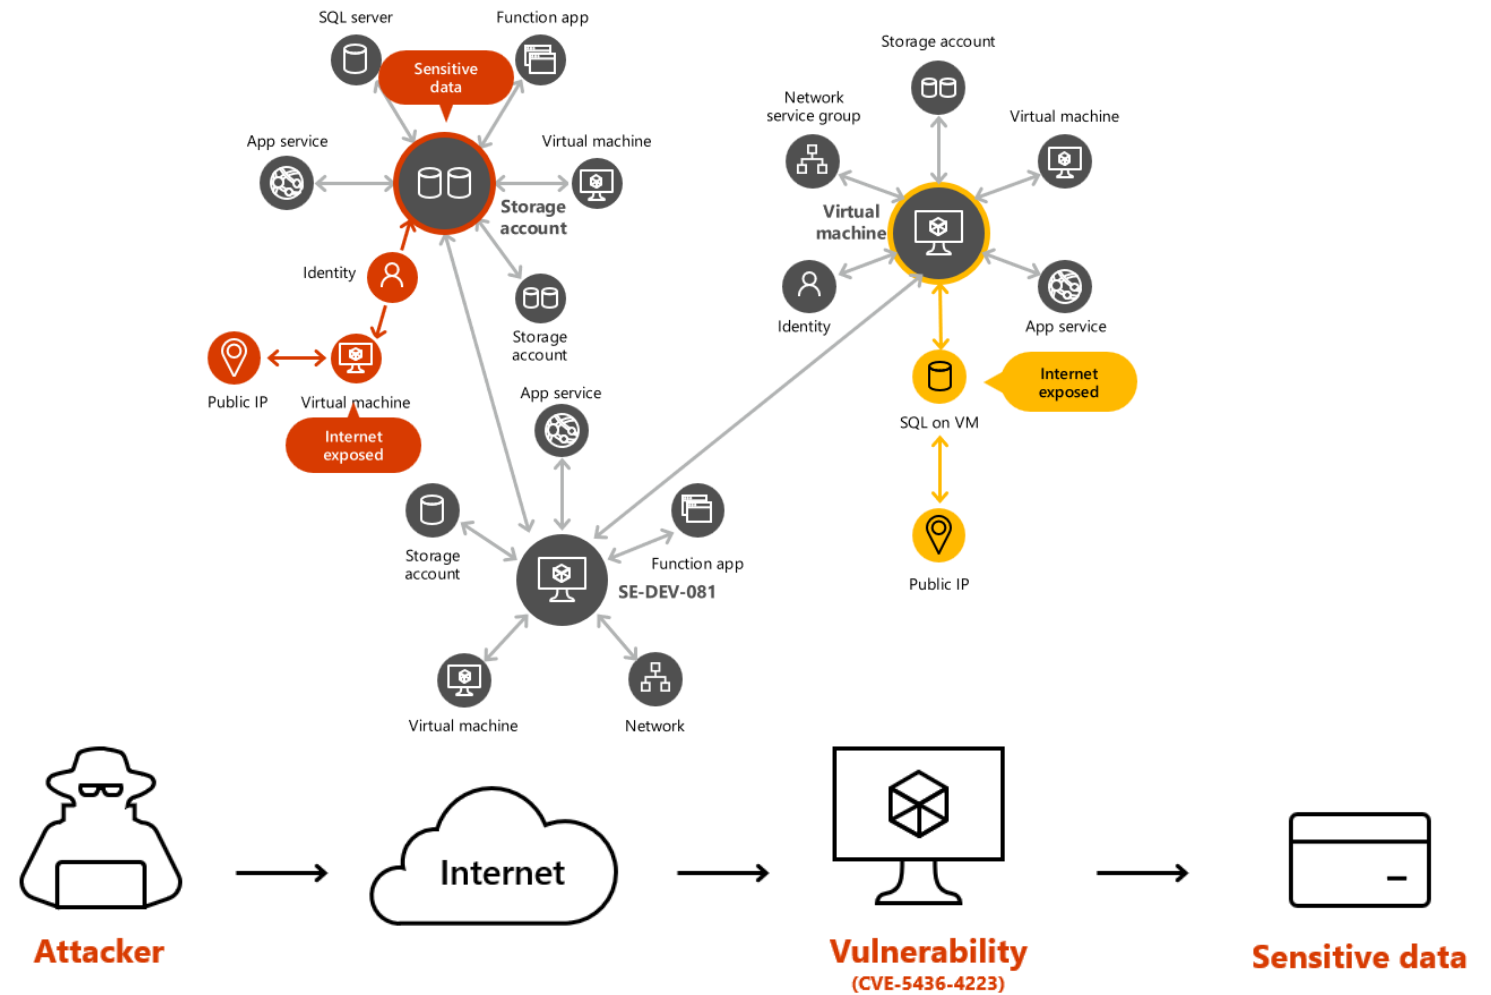 SQL server
Function app
Sensitive
data
App service
Virtual machine
Storage
account
Identity
Storage
account
Public IP
Virtual machine
Internet
exposed
Storage account
Network
service group
Virtual machine
Virtual
machine
Identity
App service
Internet
exposed
SQL on VM
Public IP
App service
Storage
account
Function app
SE-DEV-081
Virtual machine
Network
Internet
Attacker
Vulnerability
(CVE-5436-4223)
Sensitive data